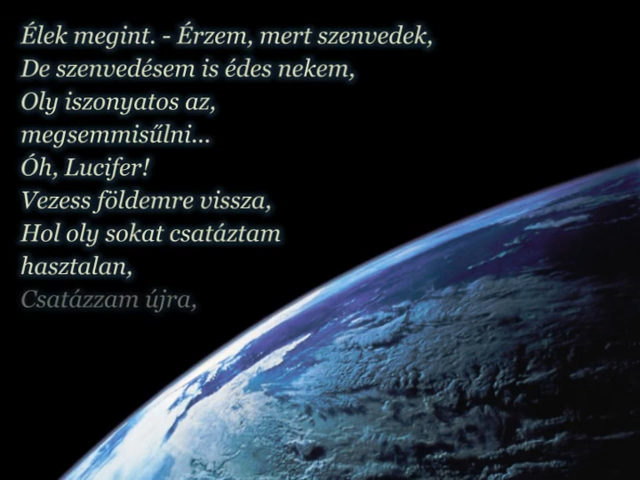 Élek megint. - Érzem, mert szenvedek,
De szenvedésem is édes nekem,
Oly iszonyatos az,
megsemmisűlni...
Óh, Lucifer!
Vezess földemre vissza,
Hol oly sokat csatáztam
hasztalan,
Csatázzam újra,